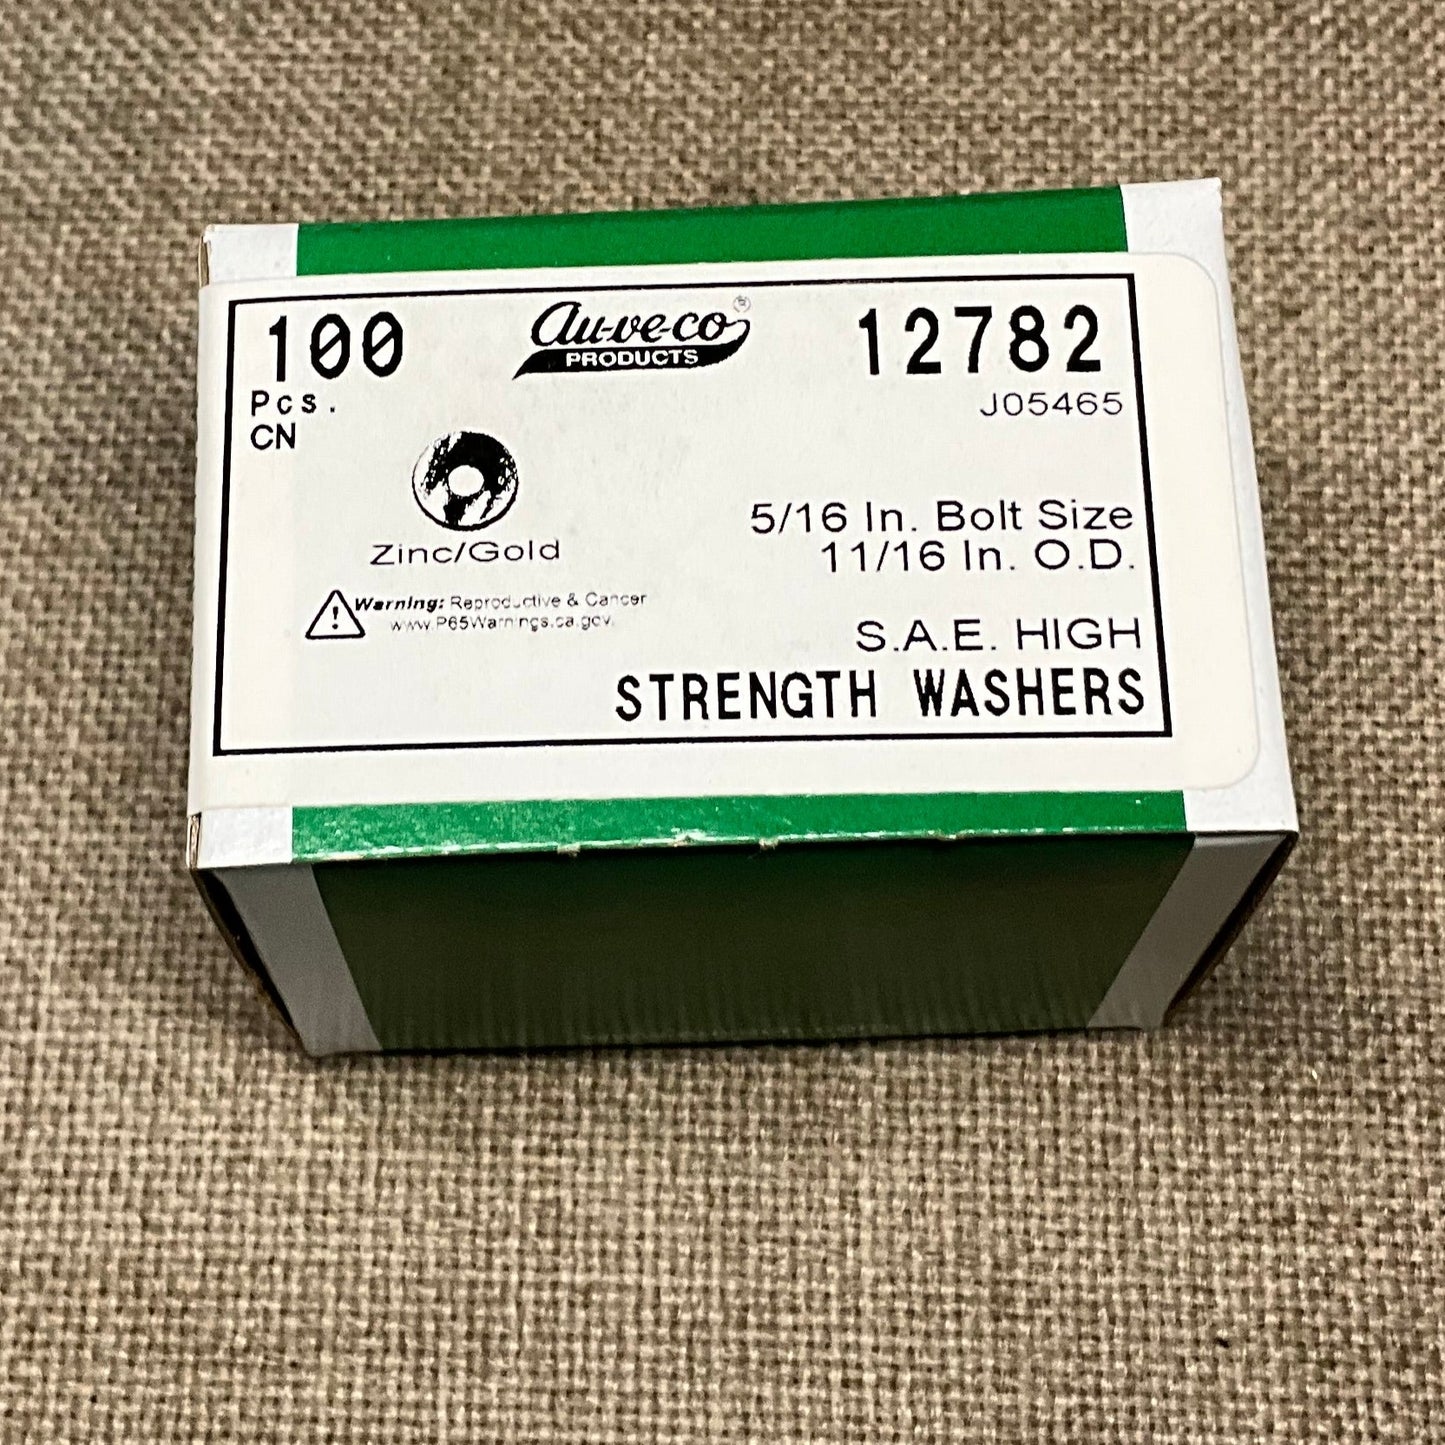 100
Pcs.
CN
au-ve-co®
PRODUCTS
12782
J05465
Zinc/Gold
5/16 In. Bolt Size
11/16 In. O.D.
Warning: Reproductive & Cancer
www.P65Warnings.ca.gov.
S.A.E. HIGH
STRENGTH WASHERS